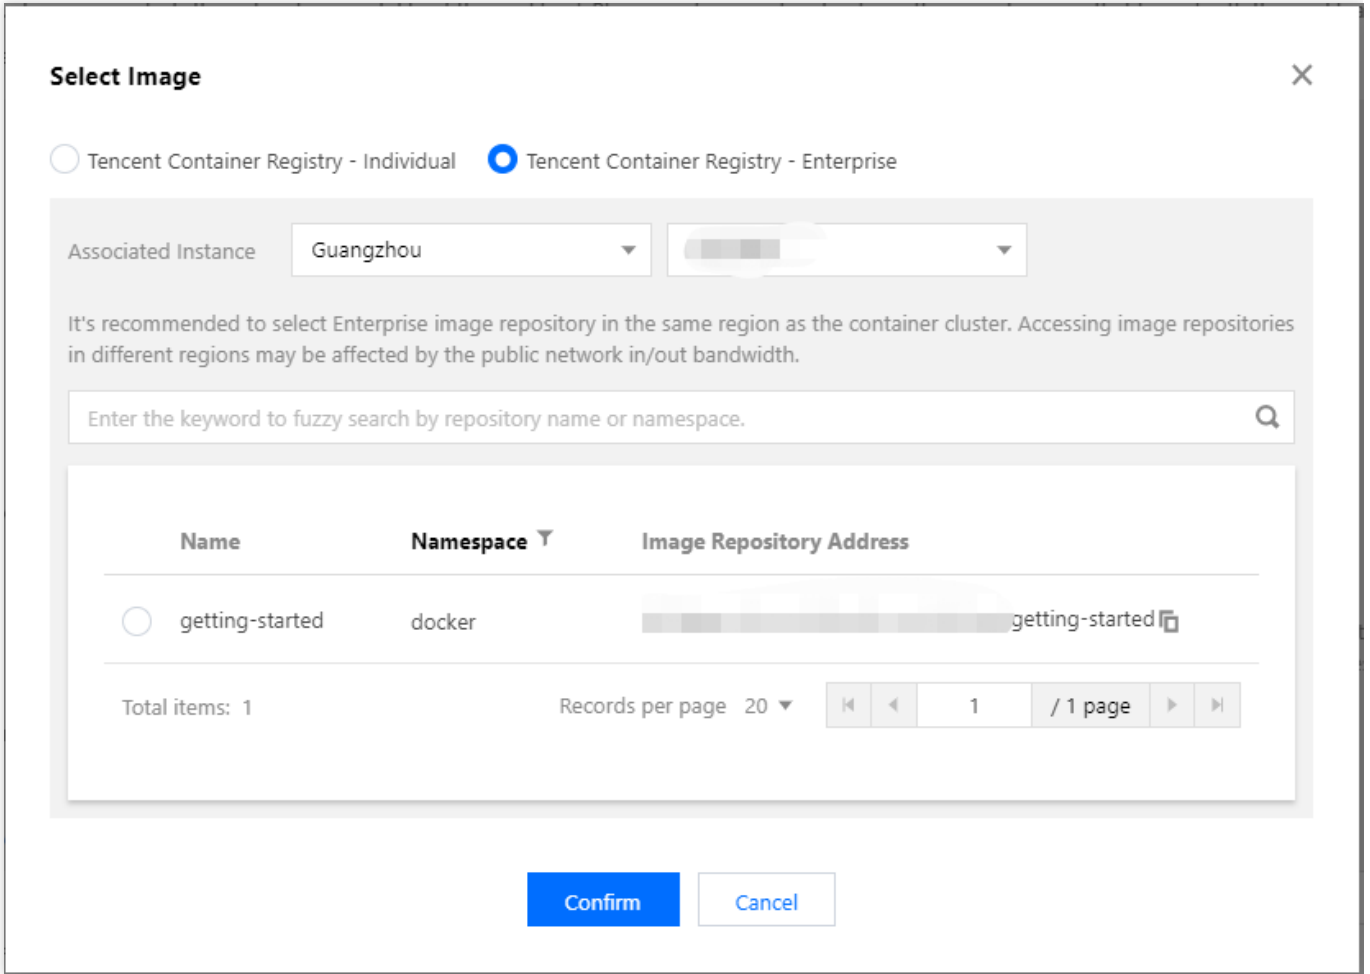 Select Image
Tencent Container Registry - Individual
Tencent Container Registry - Enterprise
Associated Instance
Guangzhou
It's recommended to select Enterprise image repository in the same region as the container cluster. Accessing image repositories
in different regions may be affected by the public network in/out bandwidth.
Enter the keyword to fuzzy search by repository name or namespace.
Name Namespace Image Repository Address
getting-started docker getting-started
Total items: 1 Records per page 20 1 / 1 page
Confirm Cancel